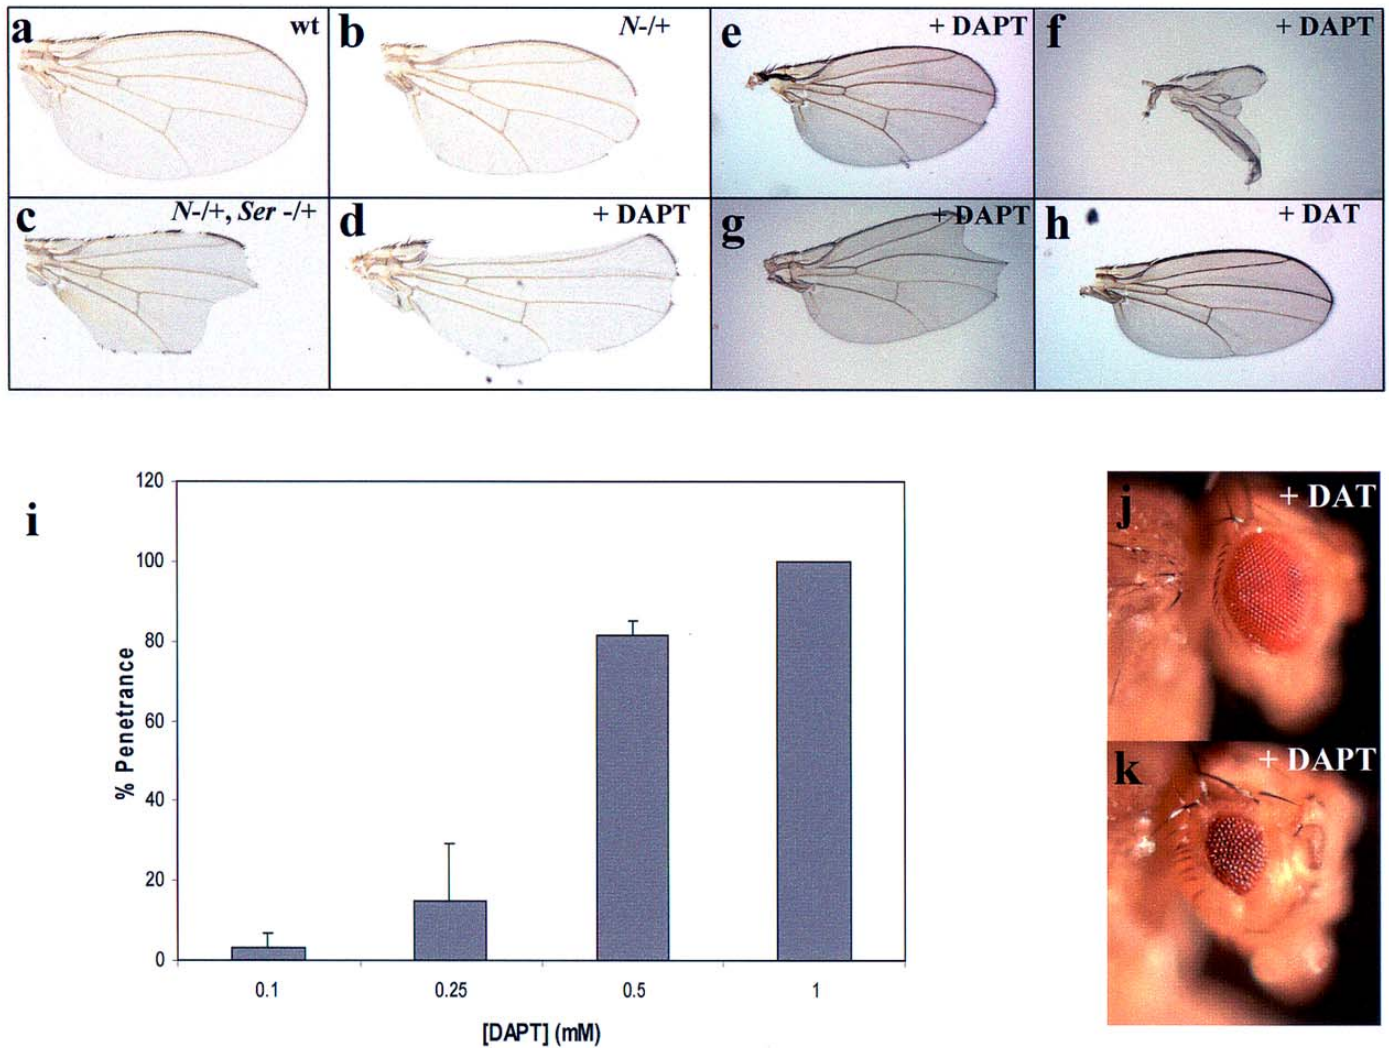 a wt
b N-/+
e + DAPT
f + DAPT
c N-/+, Ser -/+
d + DAPT
g + DAPT
h + DAT
i
120
100
80
60
40
20
0
% Penetrance
0.1 0.25 0.5 1
[DAPT] (mM)
j + DAT
k + DAPT